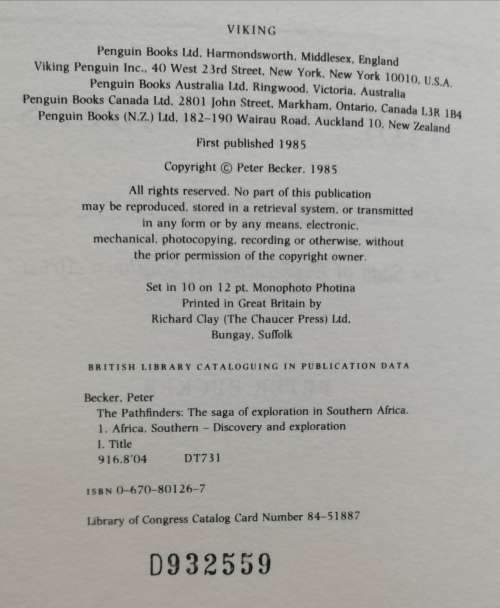 VIKING
Penguin Books Ltd, Harmondsworth, Middlesex, England
Viking Penguin Inc., 40 West 23rd Street, New York, New York 10010, U.S.A.
Penguin Books Australia Ltd, Ringwood, Victoria, Australia
Penguin Books Canada Ltd, 2801 John Street, Markham, Ontario, Canada L3R 1B4
Penguin Books (N.Z.) Ltd, 182–190 Wairau Road, Auckland 10, New Zealand
First published 1985
Copyright © Peter Becker, 1985
All rights reserved. No part of this publication
may be reproduced, stored in a retrieval system, or transmitted
in any form or by any means, electronic,
mechanical, photocopying, recording or otherwise, without
the prior permission of the copyright owner.
Set in 10 on 12 pt. Monophoto Photina
Printed in Great Britain by
Richard Clay (The Chaucer Press) Ltd,
Bungay, Suffolk
BRITISH LIBRARY CATALOGUING IN PUBLICATION DATA
Becker, Peter
The Pathfinders: The saga of exploration in Southern Africa.
1. Africa, Southern – Discovery and exploration
I. Title
916.8'04 DT731
ISBN 0–670–80126–7
Library of Congress Catalog Card Number 84–51887
D932559